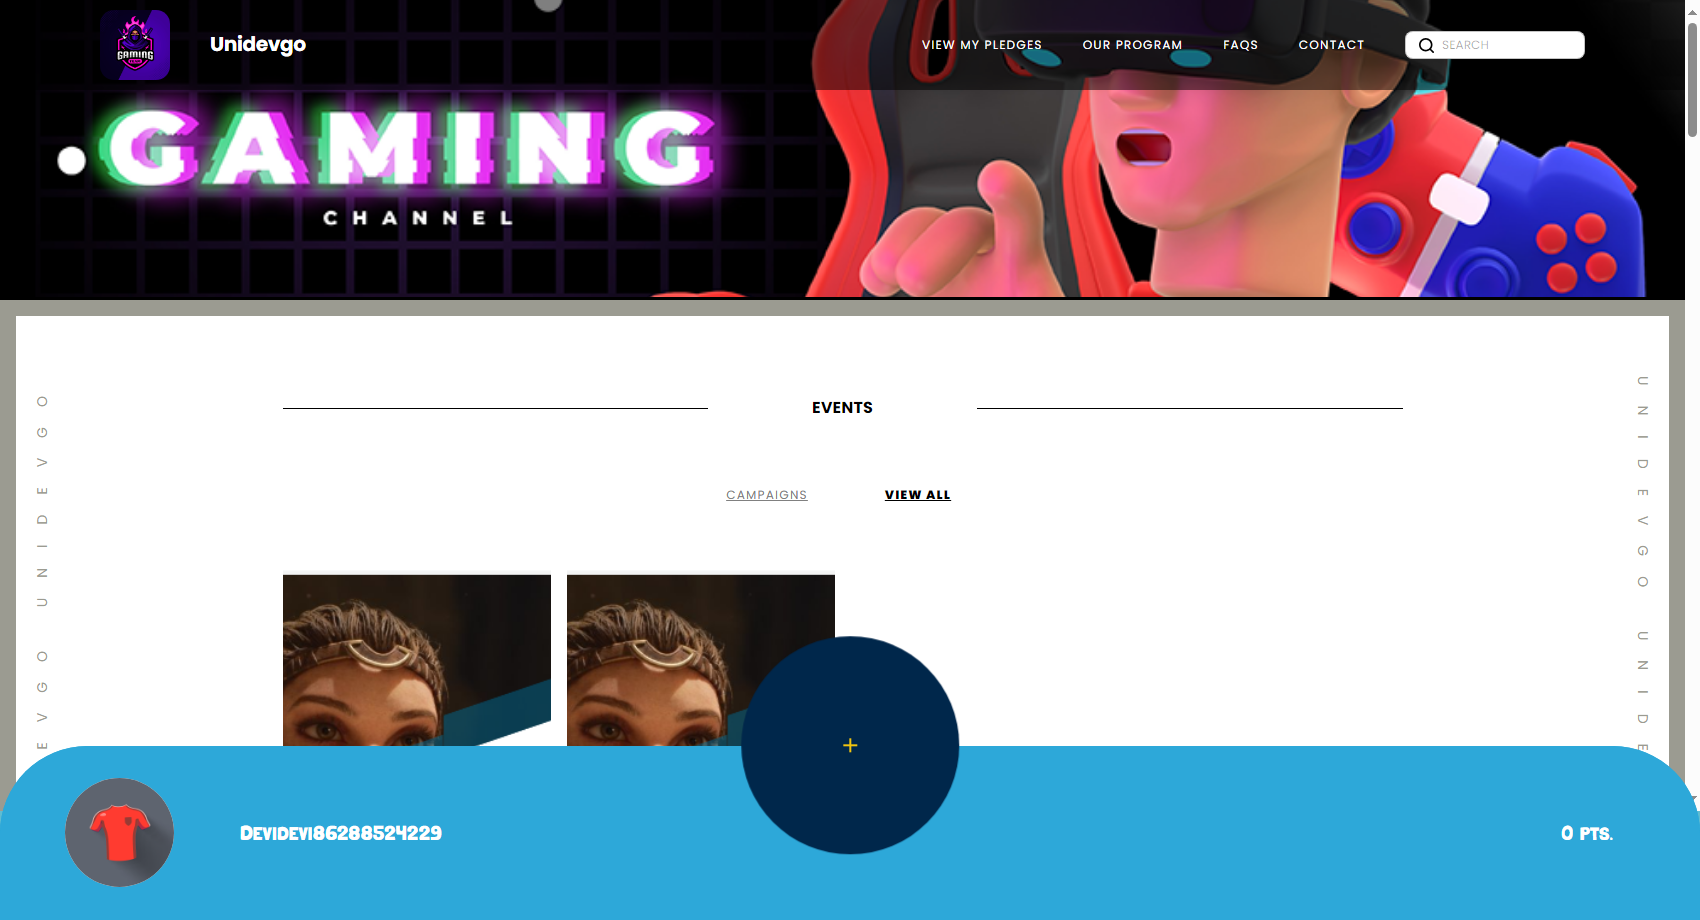 GAMING
Unidevgo
VIEW MY PLEDGES
OUR PROGRAM
FAQS
CONTACT
SEARCH
GAMING
CHANNEL
EVENTS
CAMPAIGNS
VIEW ALL
UNIDEVGO
EVGO
UNIDEVGO
UNIDE
+
Devidevi86288524229
0 PTS.